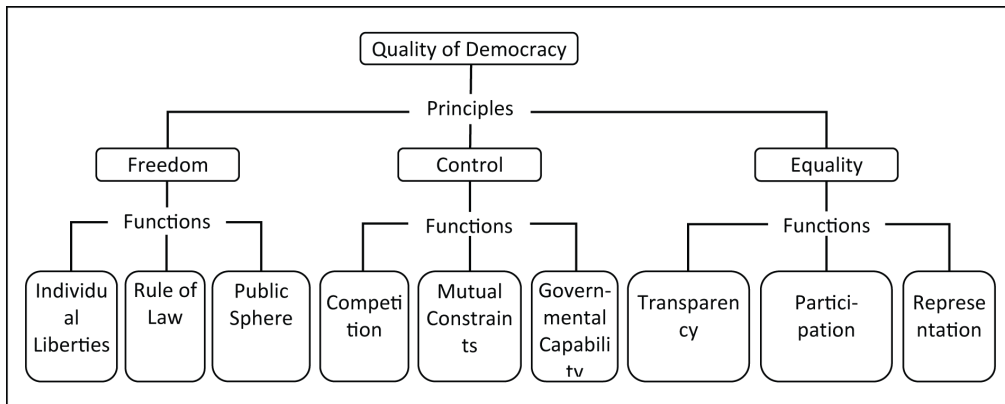 Quality of Democracy
Principles
Freedom
Control
Equality
Functions
Functions
Functions
Individu
al
Liberties
Rule of
Law
Public
Sphere
Competi
tion
Mutual
Constrain
ts
Govern-
mental
Capabili
ty
Transparen
cy
Partici-
pation
Represe
ntation